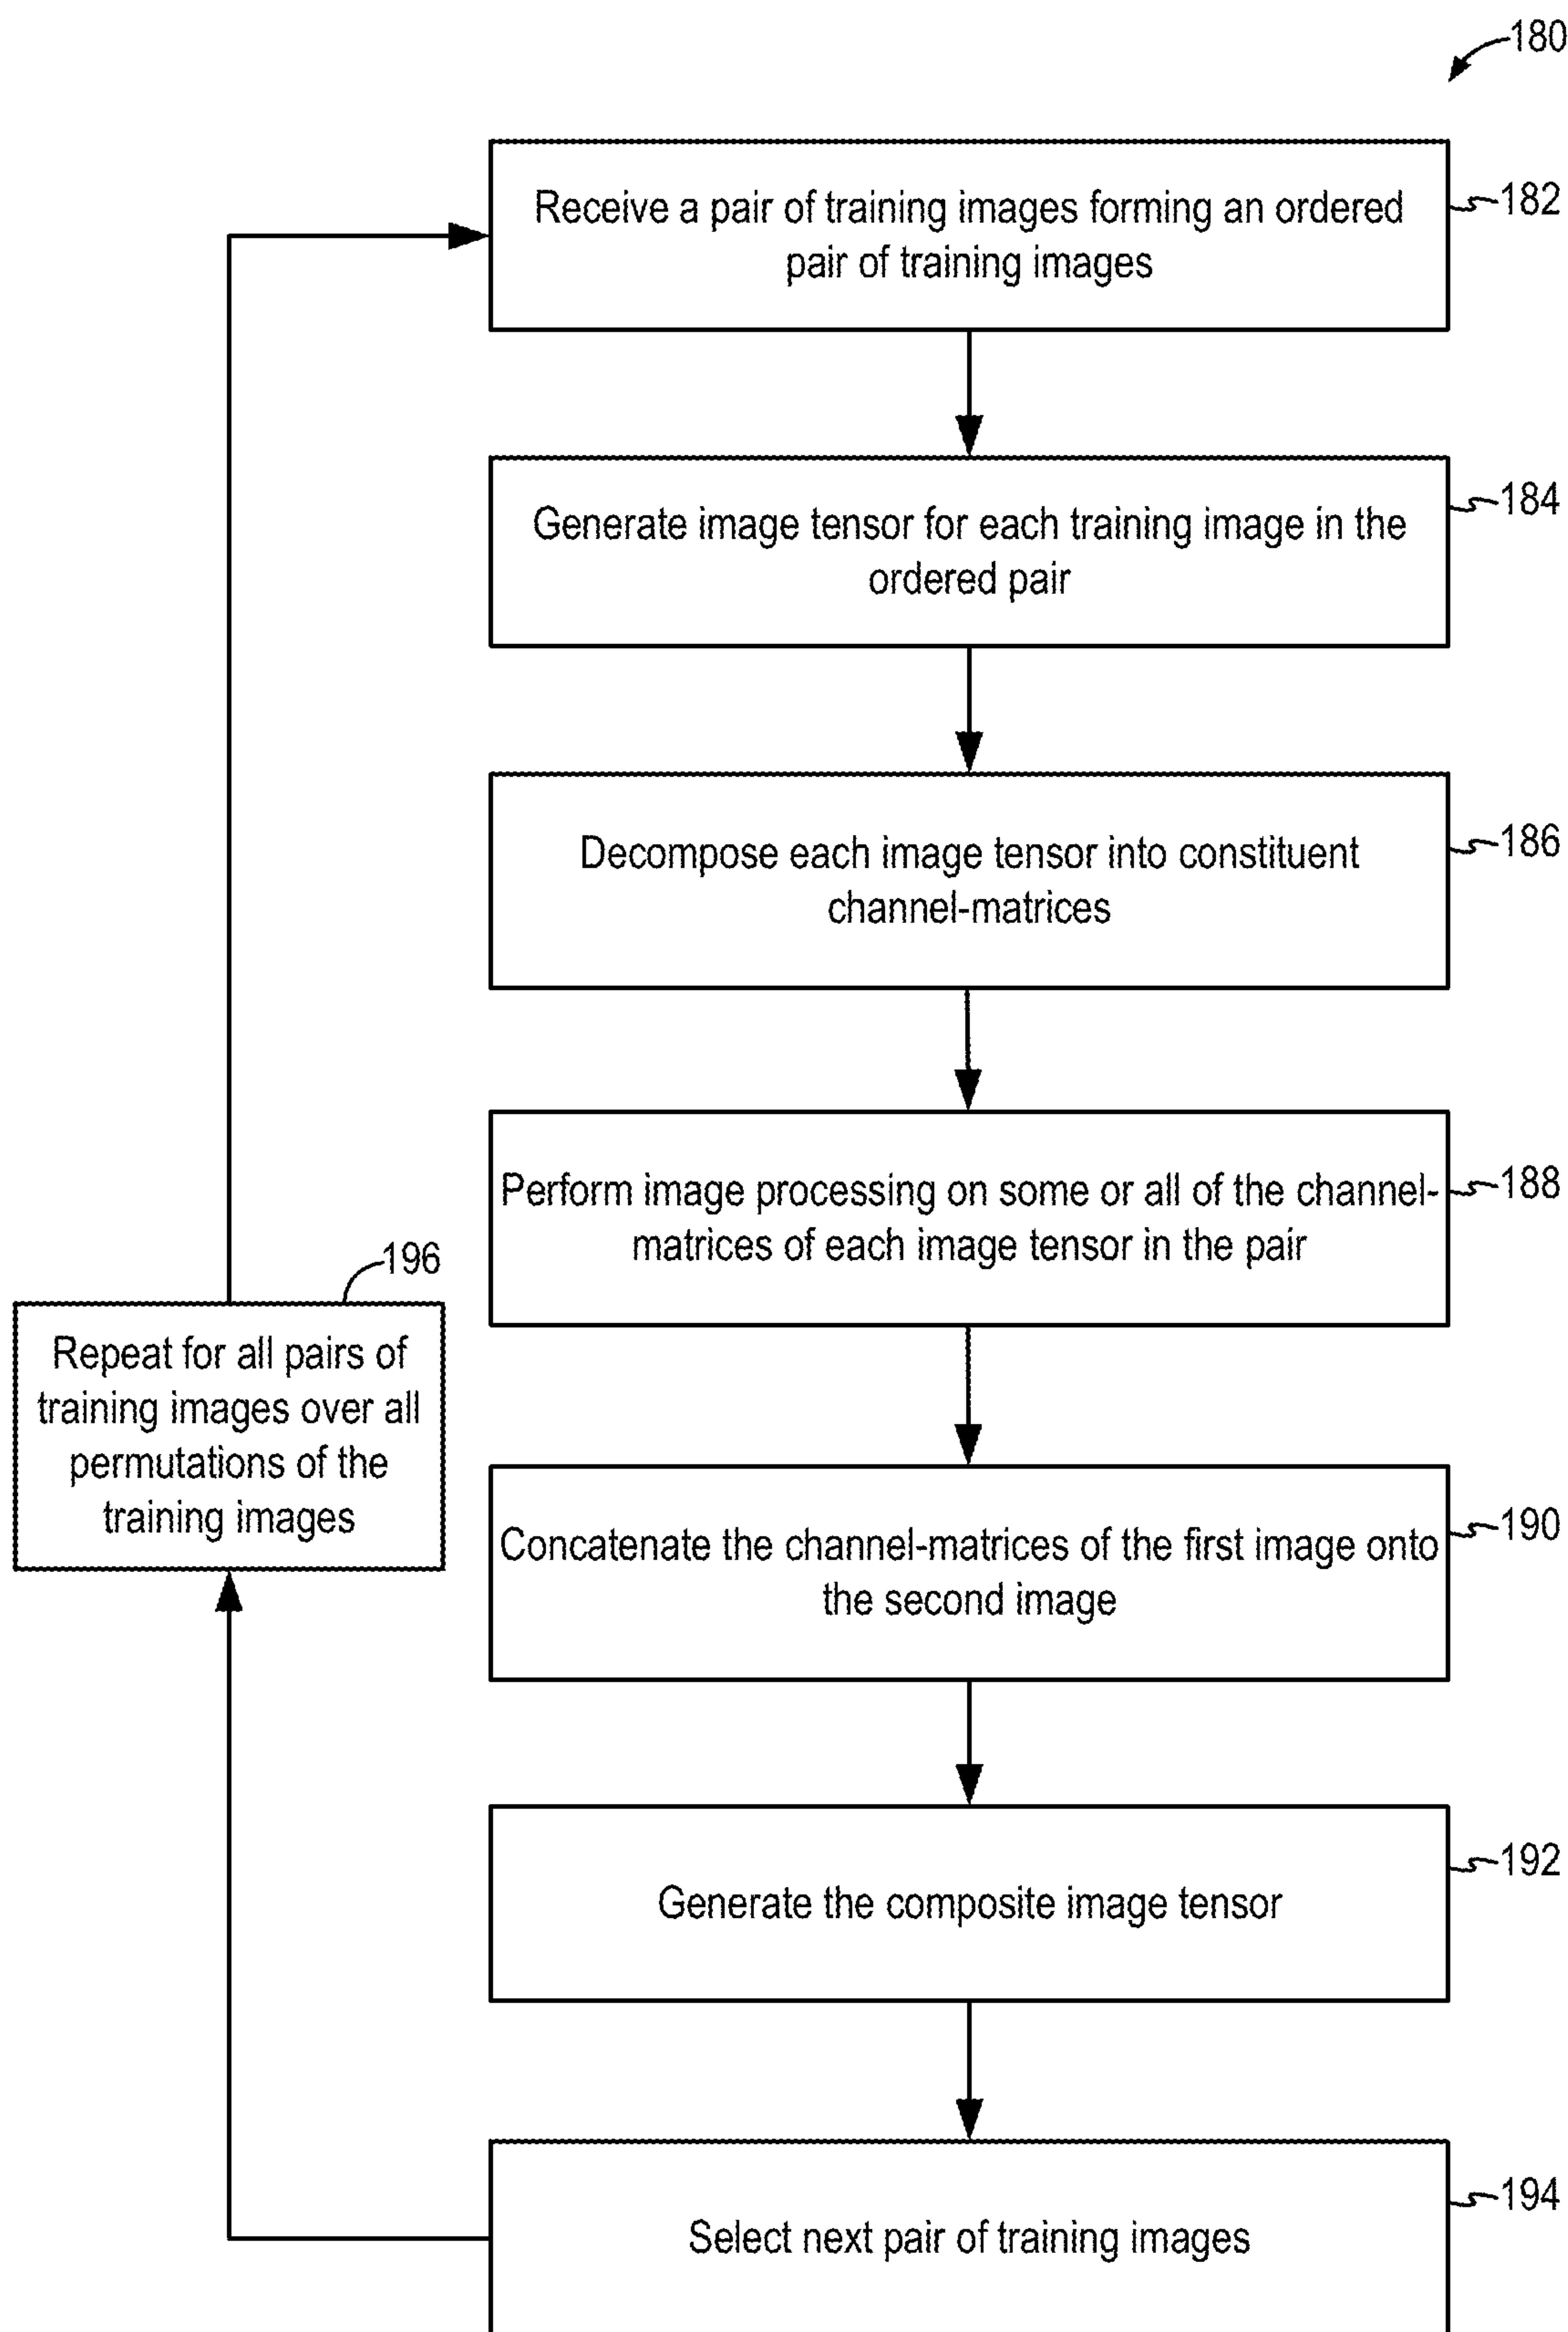 180
Receive a pair of training images forming an ordered
pair of training images
182
Generate image tensor for each training image in the
ordered pair
184
Decompose each image tensor into constituent
channel-matrices
186
Perform image processing on some or all of the channel-
matrices of each image tensor in the pair
188
196
Repeat for all pairs of
training images over all
permutations of the
training images
Concatenate the channel-matrices of the first image onto
the second image
190
Generate the composite image tensor
192
Select next pair of training images
194